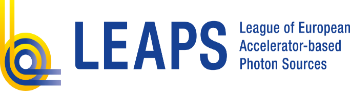 LEAPS
League of European
Accelerator-based
Photon Sources